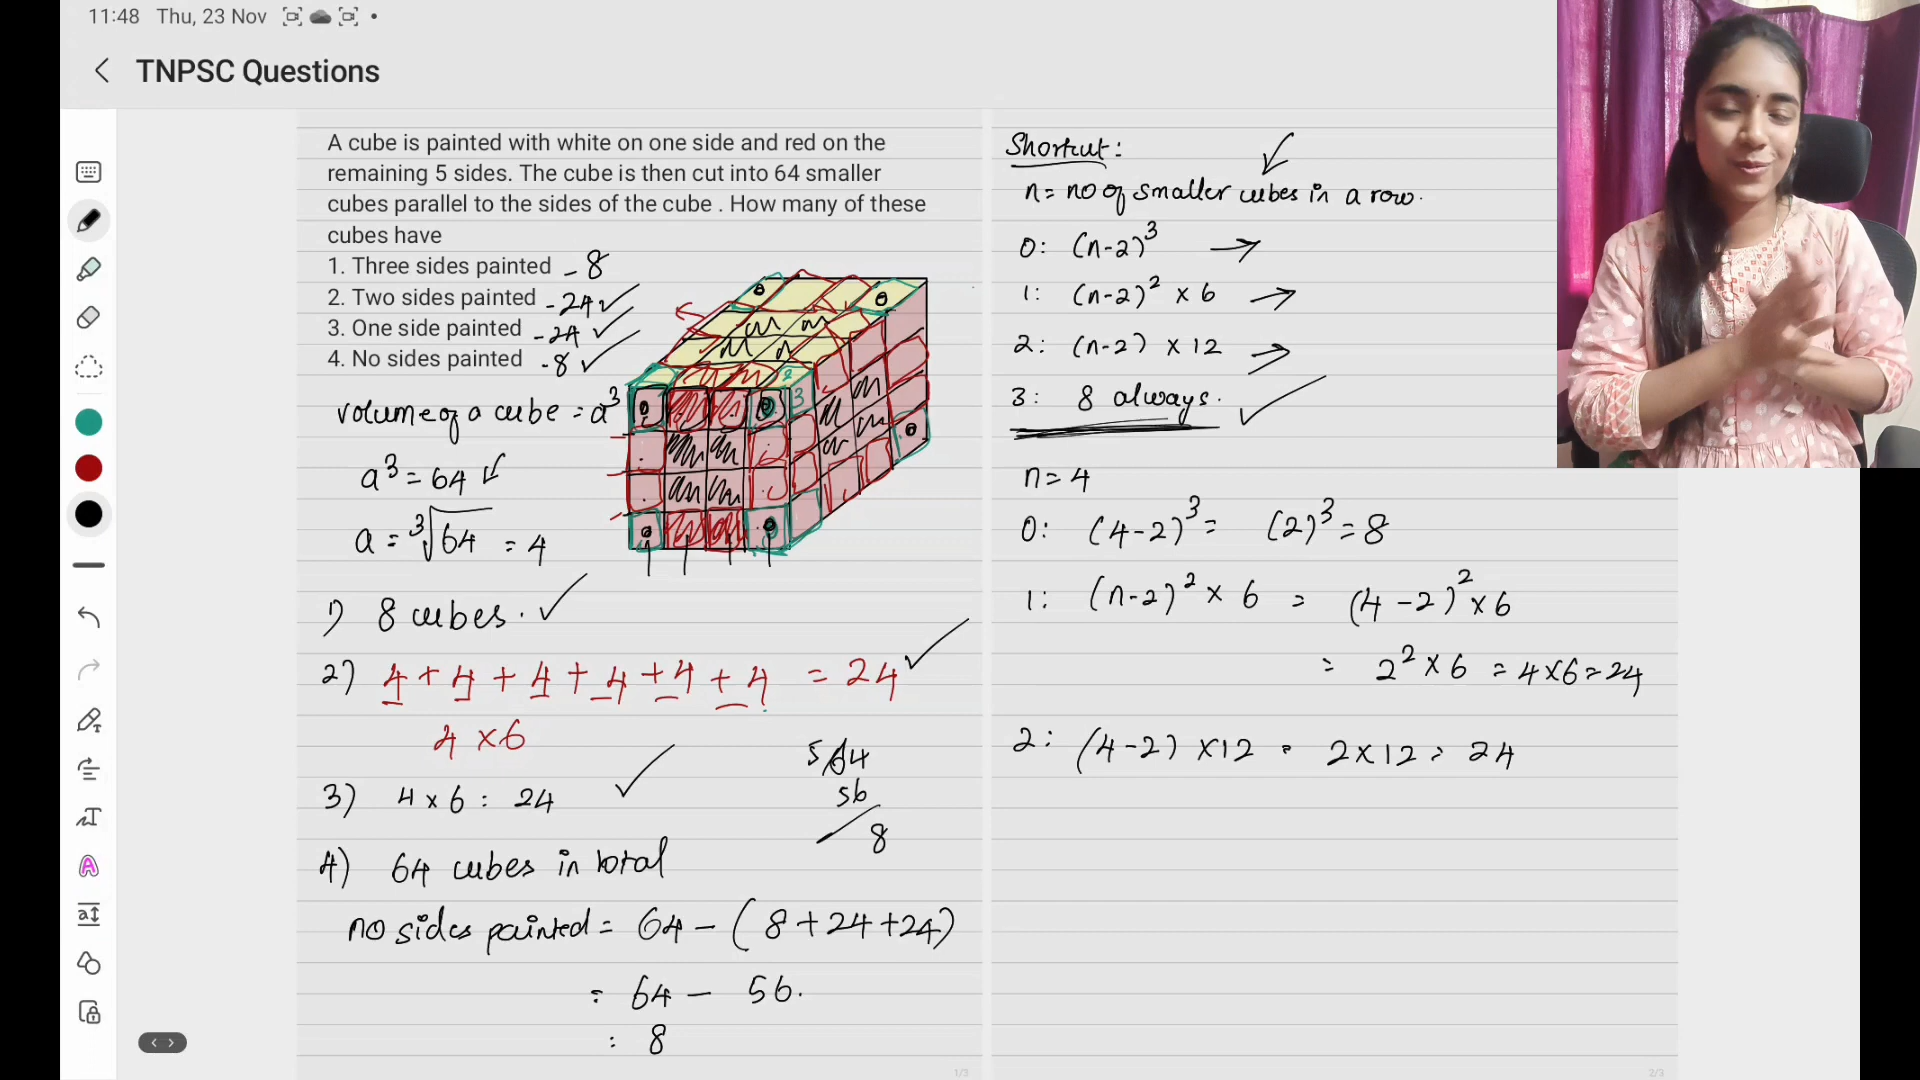 11:48 Thu, 23 Nov
TNPSC Questions
A cube is painted with white on one side and red on the
remaining 5 sides. The cube is then cut into 64 smaller
cubes parallel to the sides of the cube . How many of these
cubes have
1. Three sides painted - 8
2. Two sides painted - 24
3. One side painted - 24
4. No sides painted - 8
volume of a cube = a³
a³ = 64
a = ³√64 = 4
1) 8 cubes.
2) 4 + 4 + 4 + 4 + 4 + 4 = 24
4 × 6
3) 4 × 6 = 24
5 64
56
8
4) 64 cubes in total
no sides painted = 64 - (8 + 24 + 24)
= 64 - 56.
= 8
1/3
Shortcut:
n = no of smaller cubes in a row.
0: (n-2)³ →
1: (n-2)² × 6 →
2: (n-2) × 12 →
3: 8 always.
n = 4
0: (4-2)³ = (2)³ = 8
1: (n-2)² × 6 = (4-2)² × 6
= 2² × 6 = 4×6 = 24
2: (4-2) ×12 = 2×12 = 24
2/3